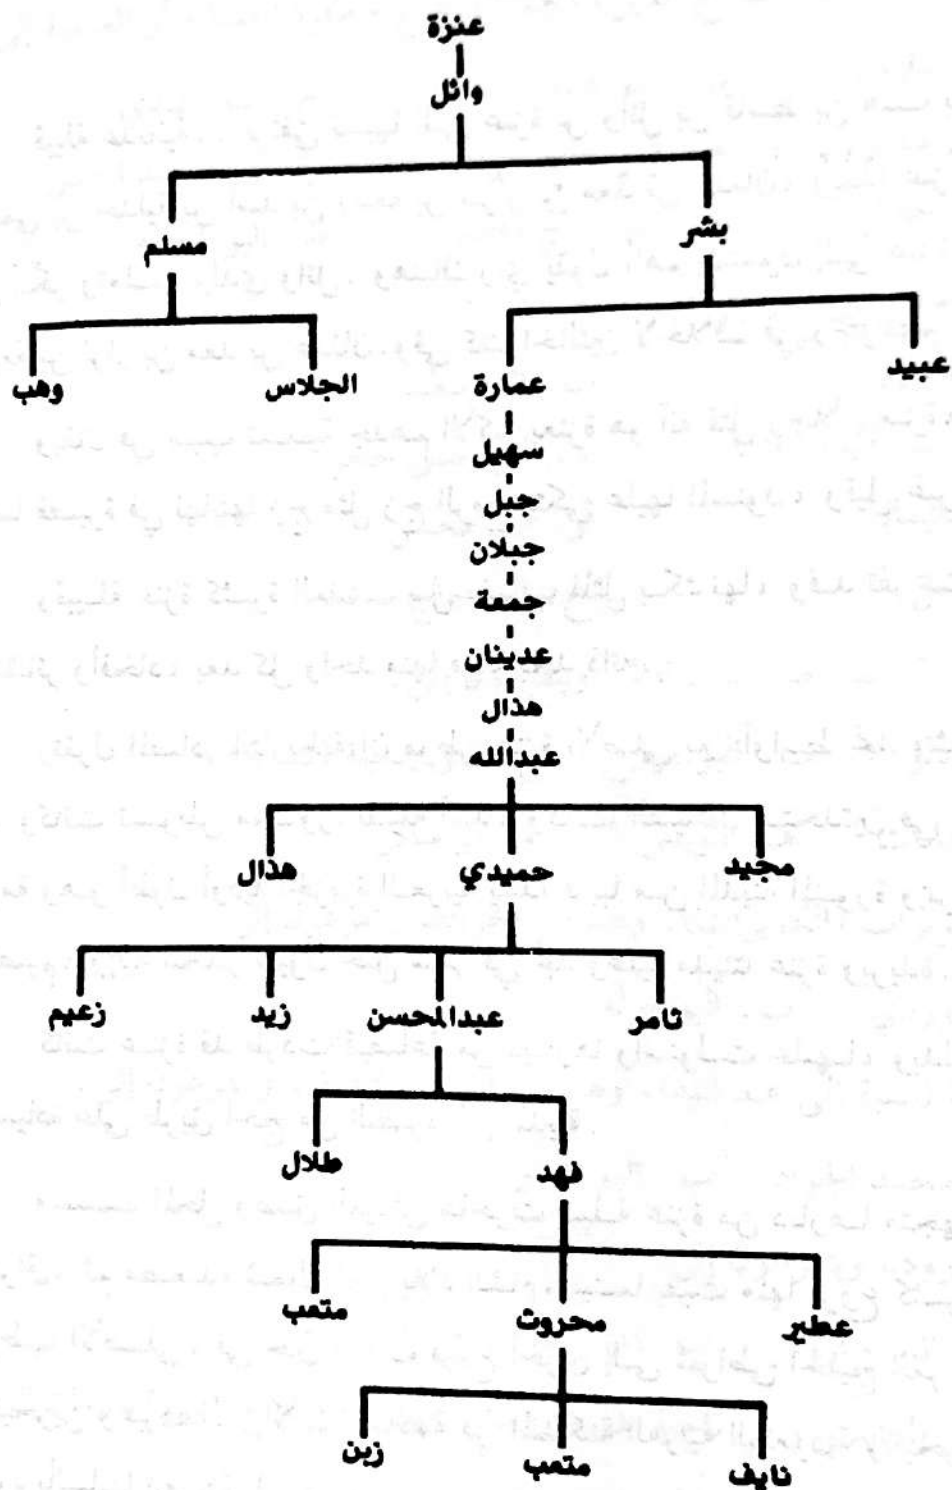 عنزة
وائل
بشر مسلم
عبيد عمارة الجلاس وهب
سهيل
جبل
جبلان
جمعة
عدينان
هذال
عبدالله
مجيد حميدي هذال
ثامر عبدالمحسن زيد زعيم
فهد طلال
عطير محروت متعب
نايف متعب زبن